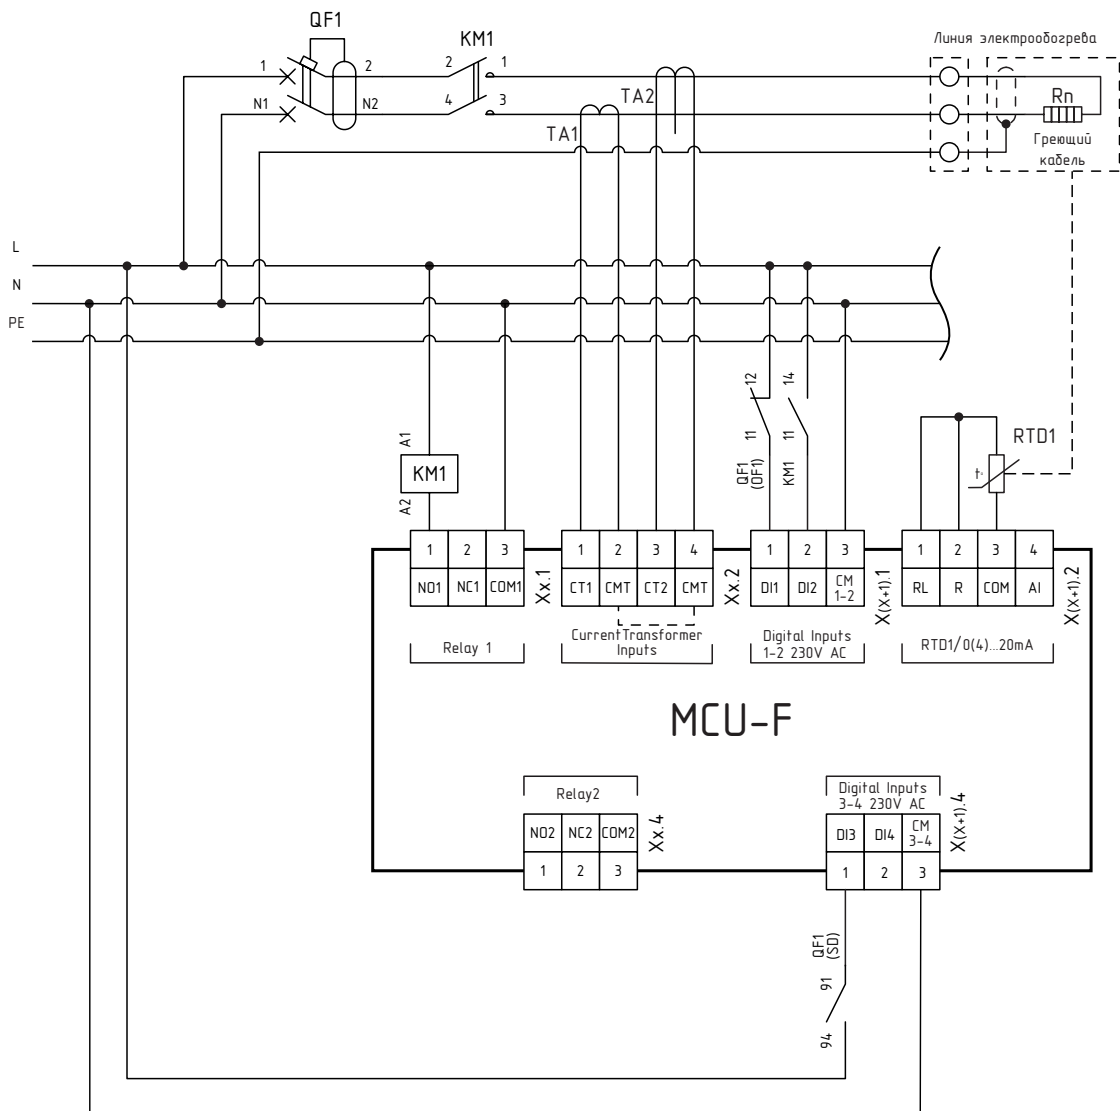 QF1
KM1
Линия электрообогрева
1
2
2
1
N1
N2
4
3
TA2
TA1
Rn
Греющий
кабель
L
N
PE
A1
KM1
A2
12
14
11
11
QF1
(OF1)
KM1
RTD1
t°
1 2 3
NO1 NC1 COM1
Xx.1
Relay 1
1 2 3 4
CT1 CMT CT2 CMT
Xx.2
CurrentTransformer
Inputs
1 2 3
DI1 DI2 CM
1-2
X(x+1).1
Digital Inputs
1-2 230V AC
1 2 3 4
RL R COM AI
X(x+1).2
RTD1/0(4)...20mA
MCU-F
Relay2
NO2 NC2 COM2
1 2 3
Xx.4
Digital Inputs
3-4 230V AC
DI3 DI4 CM
3-4
1 2 3
X(x+1).4
QF1
(SD)
91
94